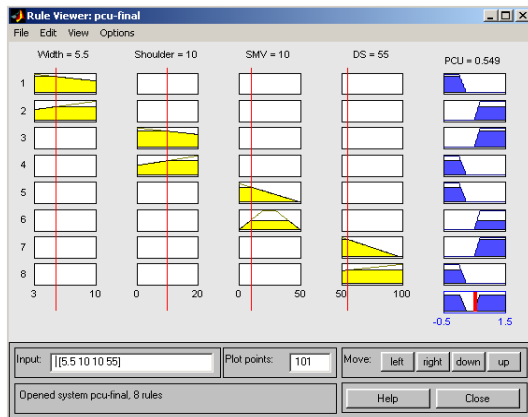 Rule Viewer: pcu-final
File Edit View Options
Width = 5.5 Shoulder = 10 SMV = 10 DS = 55 PCU = 0.549
1
2
3
4
5
6
7
8
3 10 0 20 0 50 50 100
-0.5 1.5
Input: [5.5 10 10 55] Plot points: 101 Move: left right down up
Opened system pcu-final, 8 rules Help Close